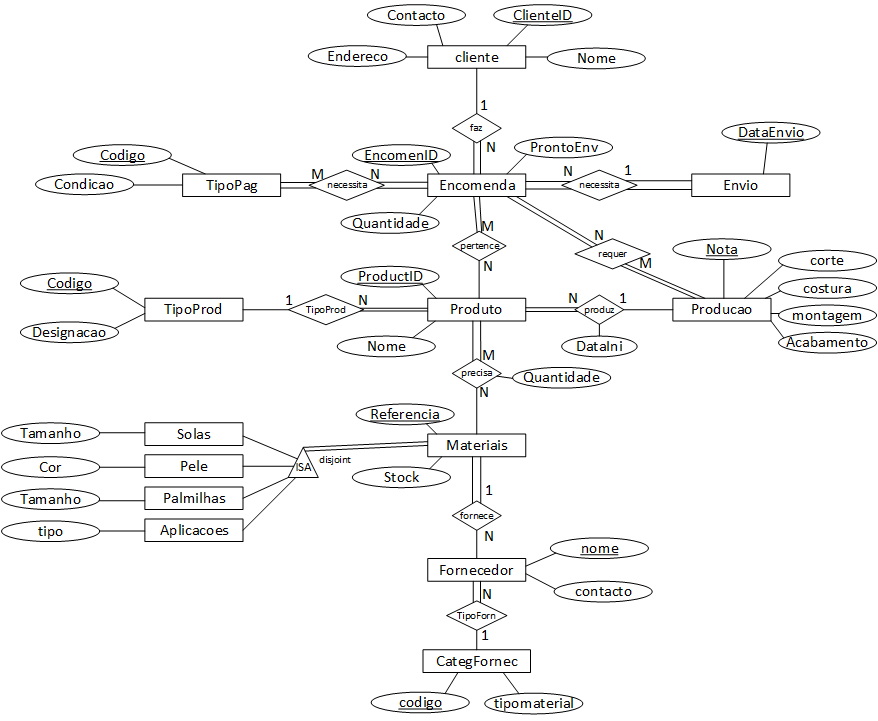 Contacto
ClienteID
Endereco
cliente
Nome
1
faz
N
Codigo
EncomenID
ProntoEnv
DataEnvio
Condicao
TipoPag
M
necessita
N
Encomenda
N
necessita
1
Envio
Quantidade
M
pertence
N
N
requer
M
Nota
corte
costura
montagem
Acabamento
Codigo
ProductID
TipoProd
1
TipoProd
N
Produto
N
produz
1
Producao
Designacao
Nome
DataIni
M
precisa
N
Quantidade
Referencia
Tamanho
Solas
Materiais
Cor
Pele
ISA
disjoint
Stock
Tamanho
Palmilhas
1
tipo
Aplicacoes
fornece
N
nome
Fornecedor
contacto
N
TipoForn
1
CategFornec
codigo
tipomaterial